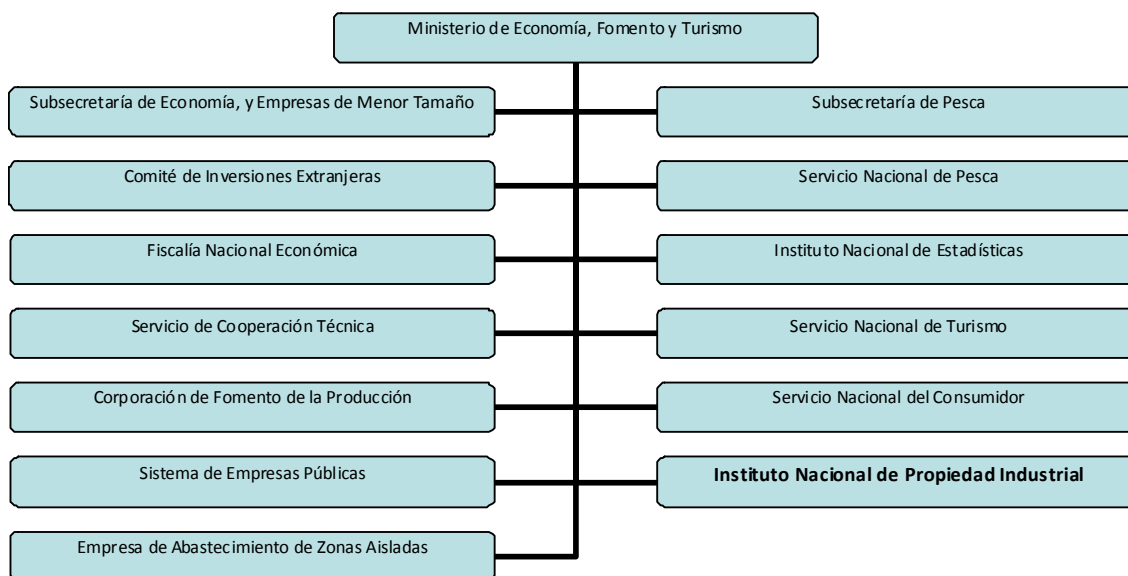 Ministerio de Economía, Fomento y Turismo
Subsecretaría de Economía, y Empresas de Menor Tamaño
Subsecretaría de Pesca
Comité de Inversiones Extranjeras
Servicio Nacional de Pesca
Fiscalía Nacional Económica
Instituto Nacional de Estadísticas
Servicio de Cooperación Técnica
Servicio Nacional de Turismo
Corporación de Fomento de la Producción
Servicio Nacional del Consumidor
Sistema de Empresas Públicas
Instituto Nacional de Propiedad Industrial
Empresa de Abastecimiento de Zonas Aisladas